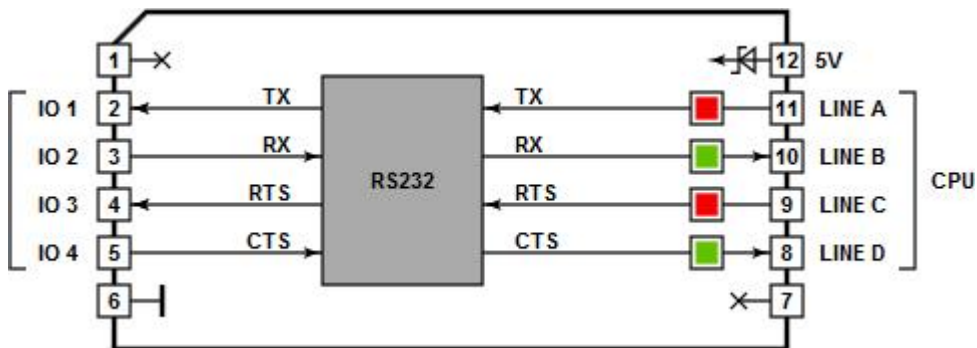 1 12 5V
IO 1 2 TX TX 11 LINE A
IO 2 3 RX RX 10 LINE B
RS232 CPU
IO 3 4 RTS RTS 9 LINE C
IO 4 5 CTS CTS 8 LINE D
6 7